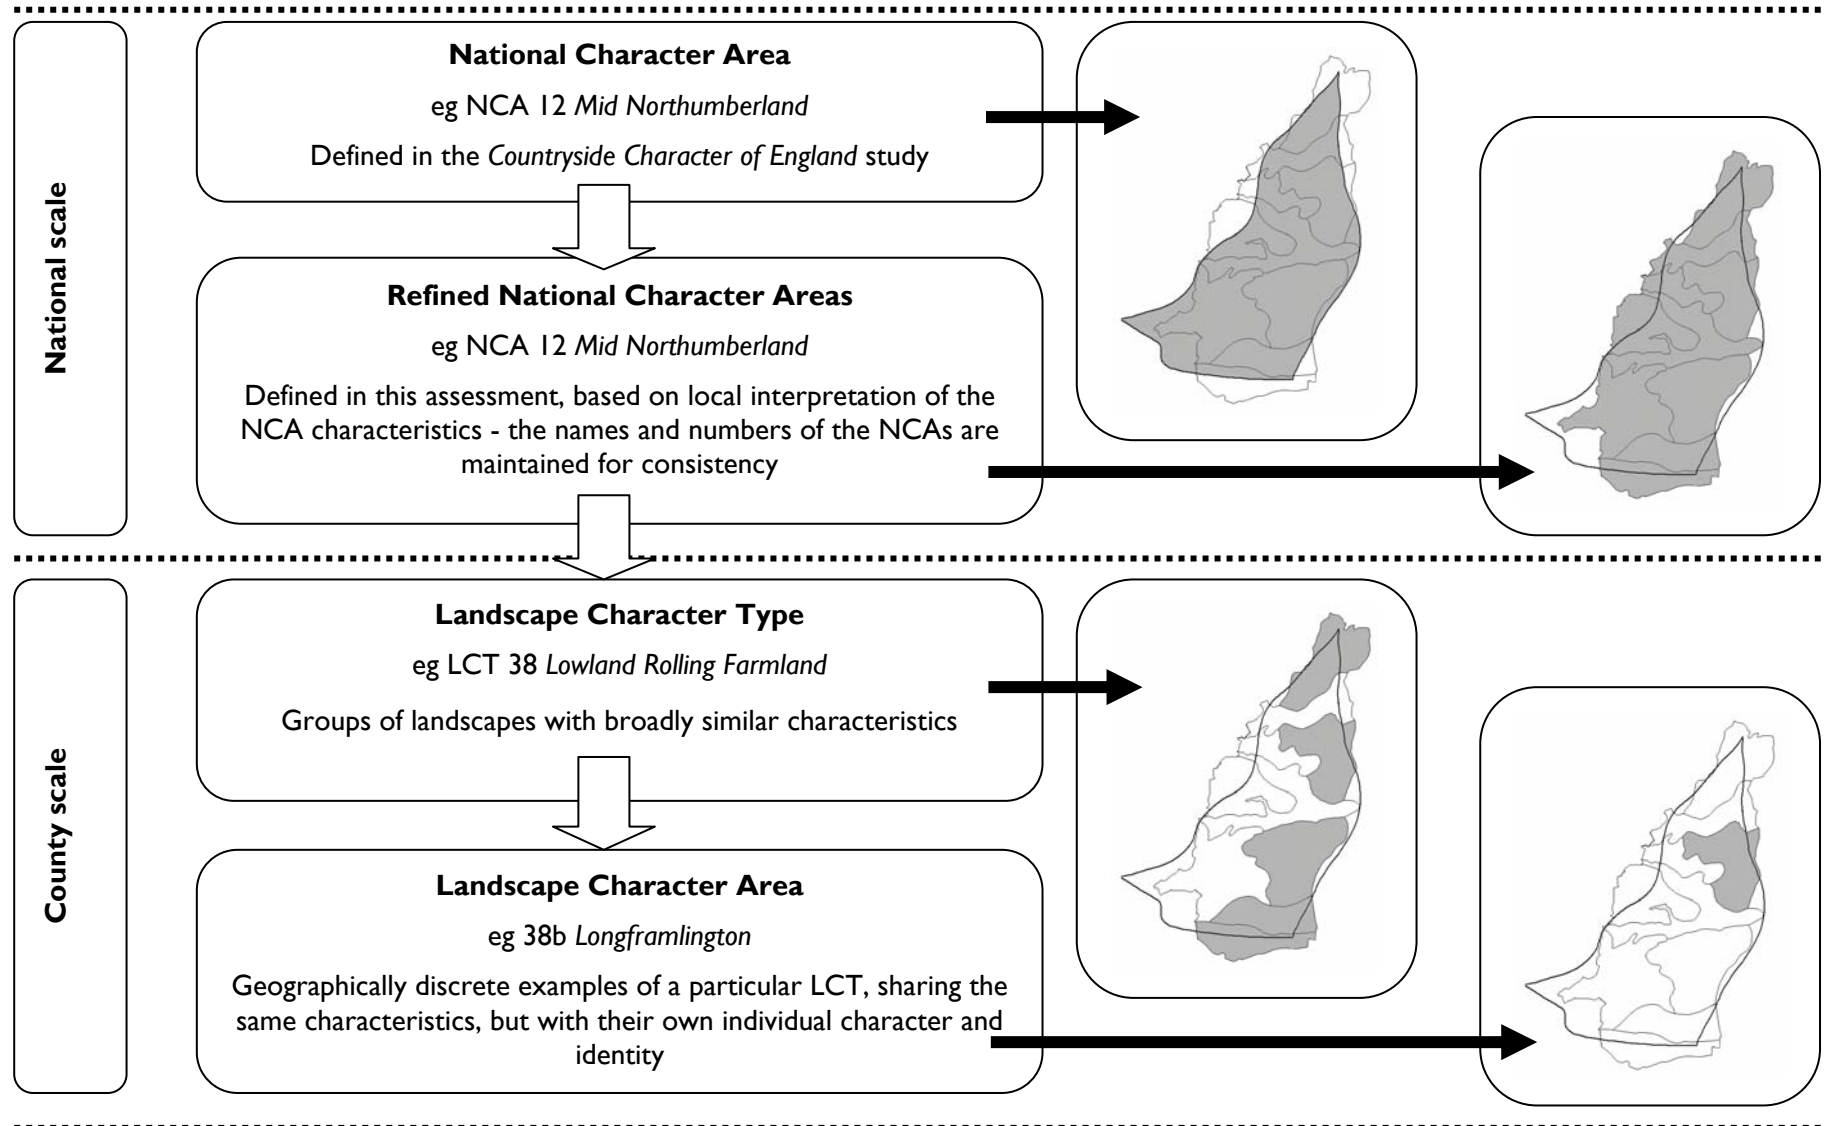 National scale
National Character Area
eg NCA 12 Mid Northumberland
Defined in the Countryside Character of England study
Refined National Character Areas
eg NCA 12 Mid Northumberland
Defined in this assessment, based on local interpretation of the
NCA characteristics - the names and numbers of the NCAs are
maintained for consistency
County scale
Landscape Character Type
eg LCT 38 Lowland Rolling Farmland
Groups of landscapes with broadly similar characteristics
Landscape Character Area
eg 38b Longframlington
Geographically discrete examples of a particular LCT, sharing the
same characteristics, but with their own individual character and
identity